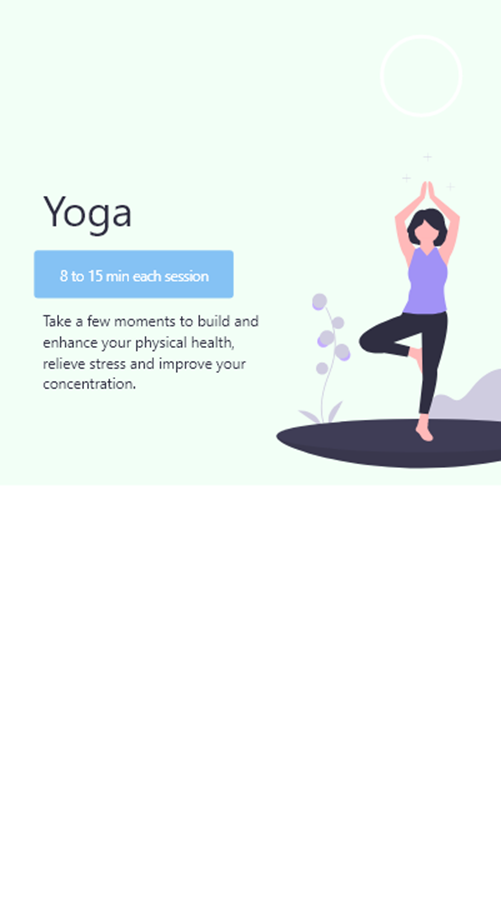 Yoga
8 to 15 min each session
Take a few moments to build and
enhance your physical health,
relieve stress and improve your
concentration.